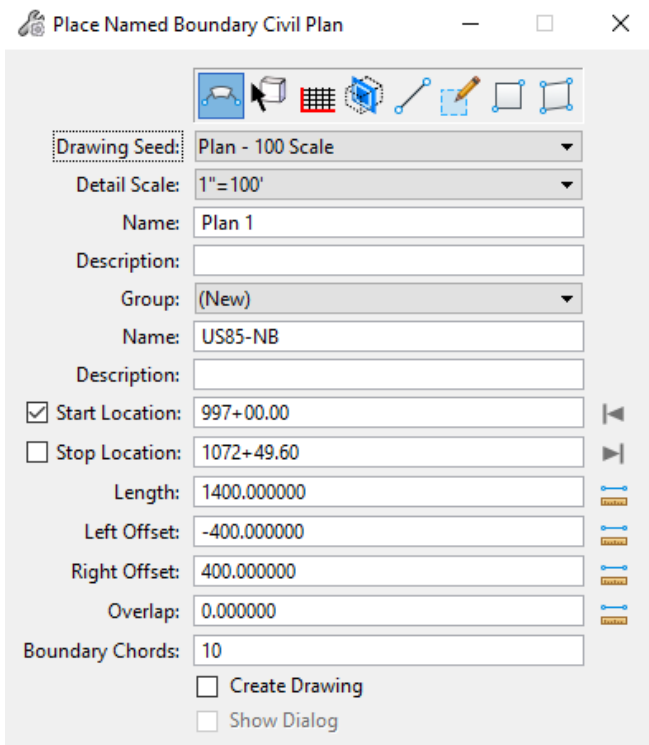 Place Named Boundary Civil Plan
Drawing Seed: Plan - 100 Scale
Detail Scale: 1"=100'
Name: Plan 1
Description:
Group: (New)
Name: US85-NB
Description:
Start Location: 997+00.00
Stop Location: 1072+49.60
Length: 1400.000000
Left Offset: -400.000000
Right Offset: 400.000000
Overlap: 0.000000
Boundary Chords: 10
Create Drawing
Show Dialog